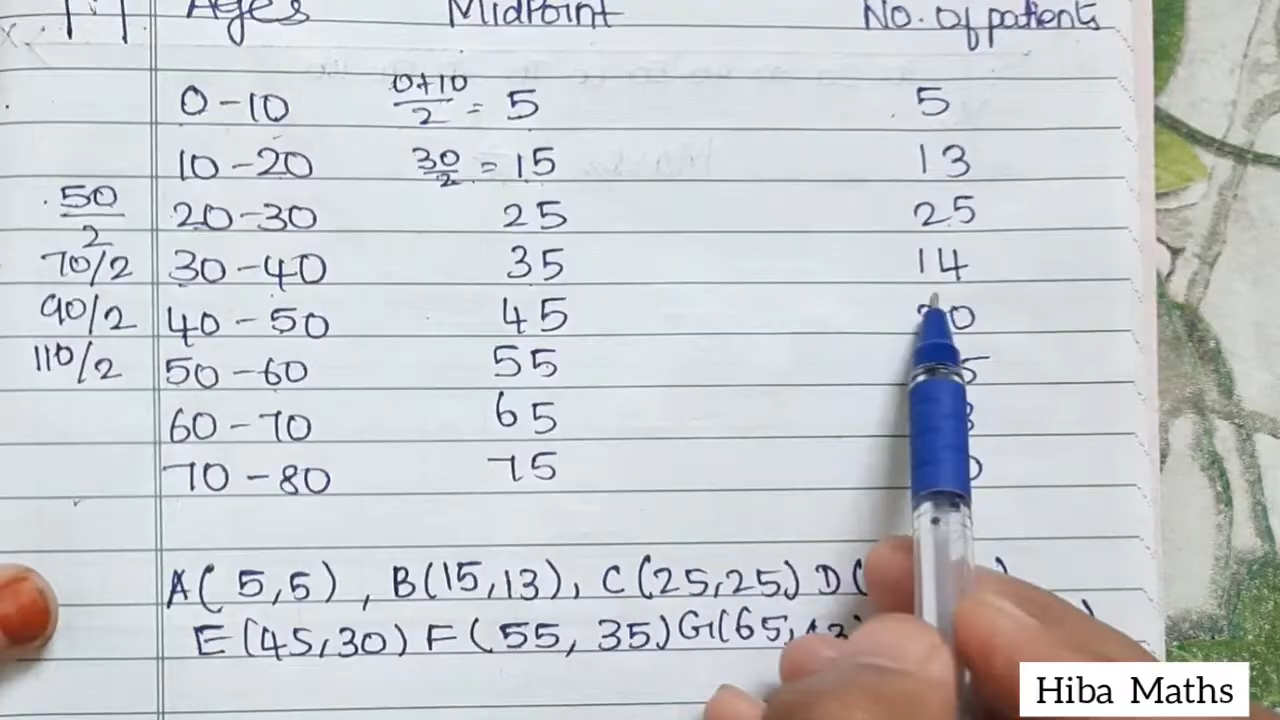 Ages Midpoint No. of patients
0-10 0+10/2 = 5 5
10-20 30/2 = 15 13
50/2 20-30 25 25
70/2 30-40 35 14
90/2 40-50 45
110/2 50-60 55
60-70 65
70-80 75
A( 5,5) , B(15,13), C(25,25) D(
E(45,30) F(55, 35) G(65,
Hiba Maths